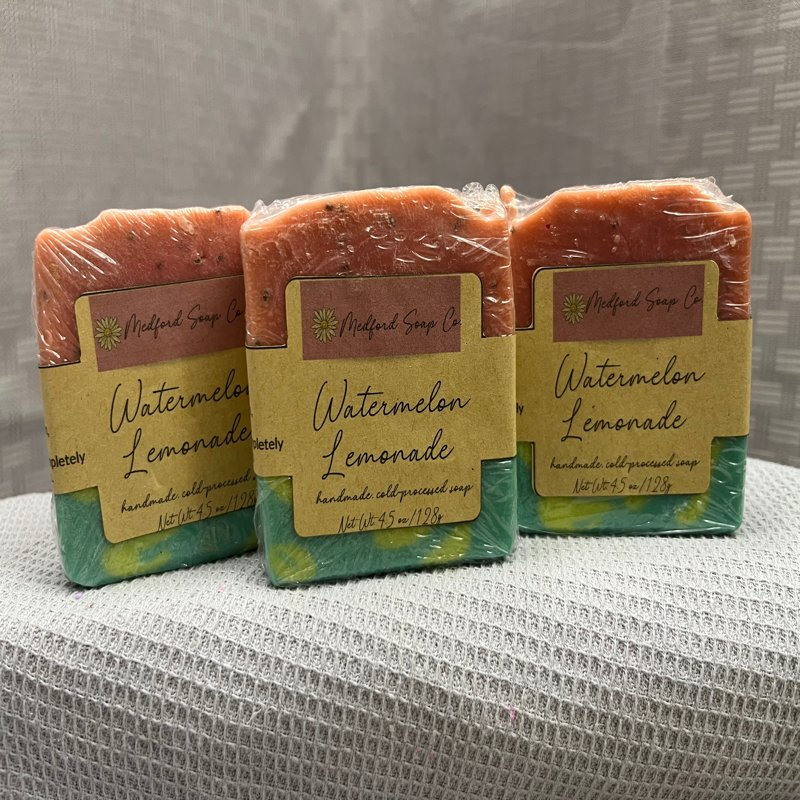 Medford Soap Co
Watermelon
Lemonade
handmade, cold-processed soap
Net Wt. 4.5 oz/128g
pletely
Medford Soap Co.
Watermelon
Lemonade
handmade, cold-processed soap
Net Wt. 4.5 oz/128g
pletely
Medford Soap Co
Watermelon
Lemonade
handmade, cold-processed soap
Net Wt. 4.5 oz/128g
ly